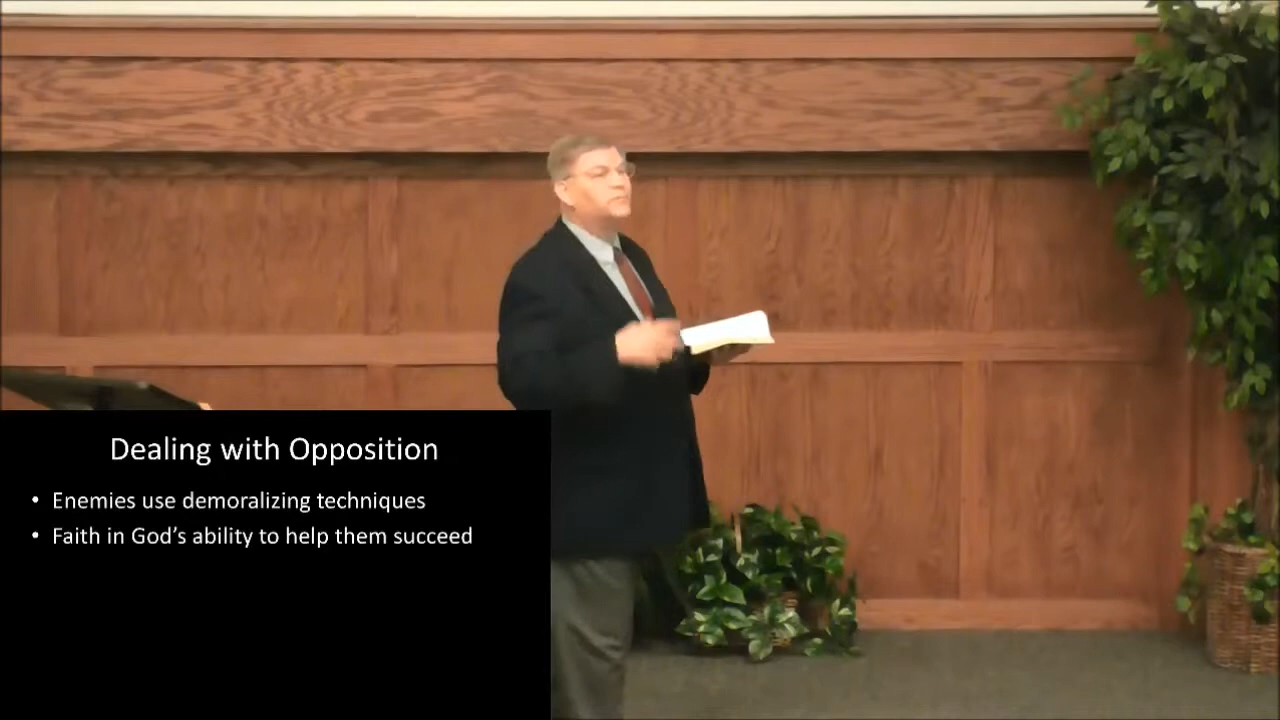 Dealing with Opposition
• Enemies use demoralizing techniques
• Faith in God’s ability to help them succeed